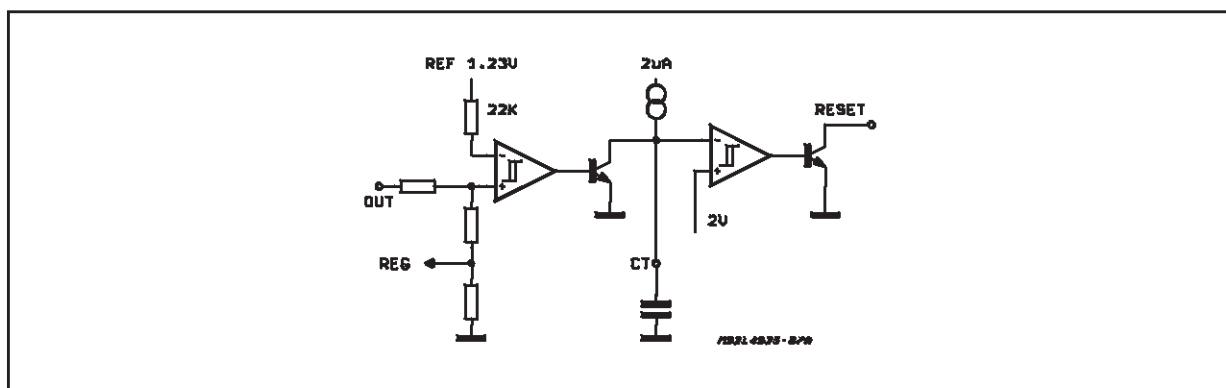 REF 1.23V
2uA
22K
RESET
-
-
+
+
OUT
2V
REG
CT